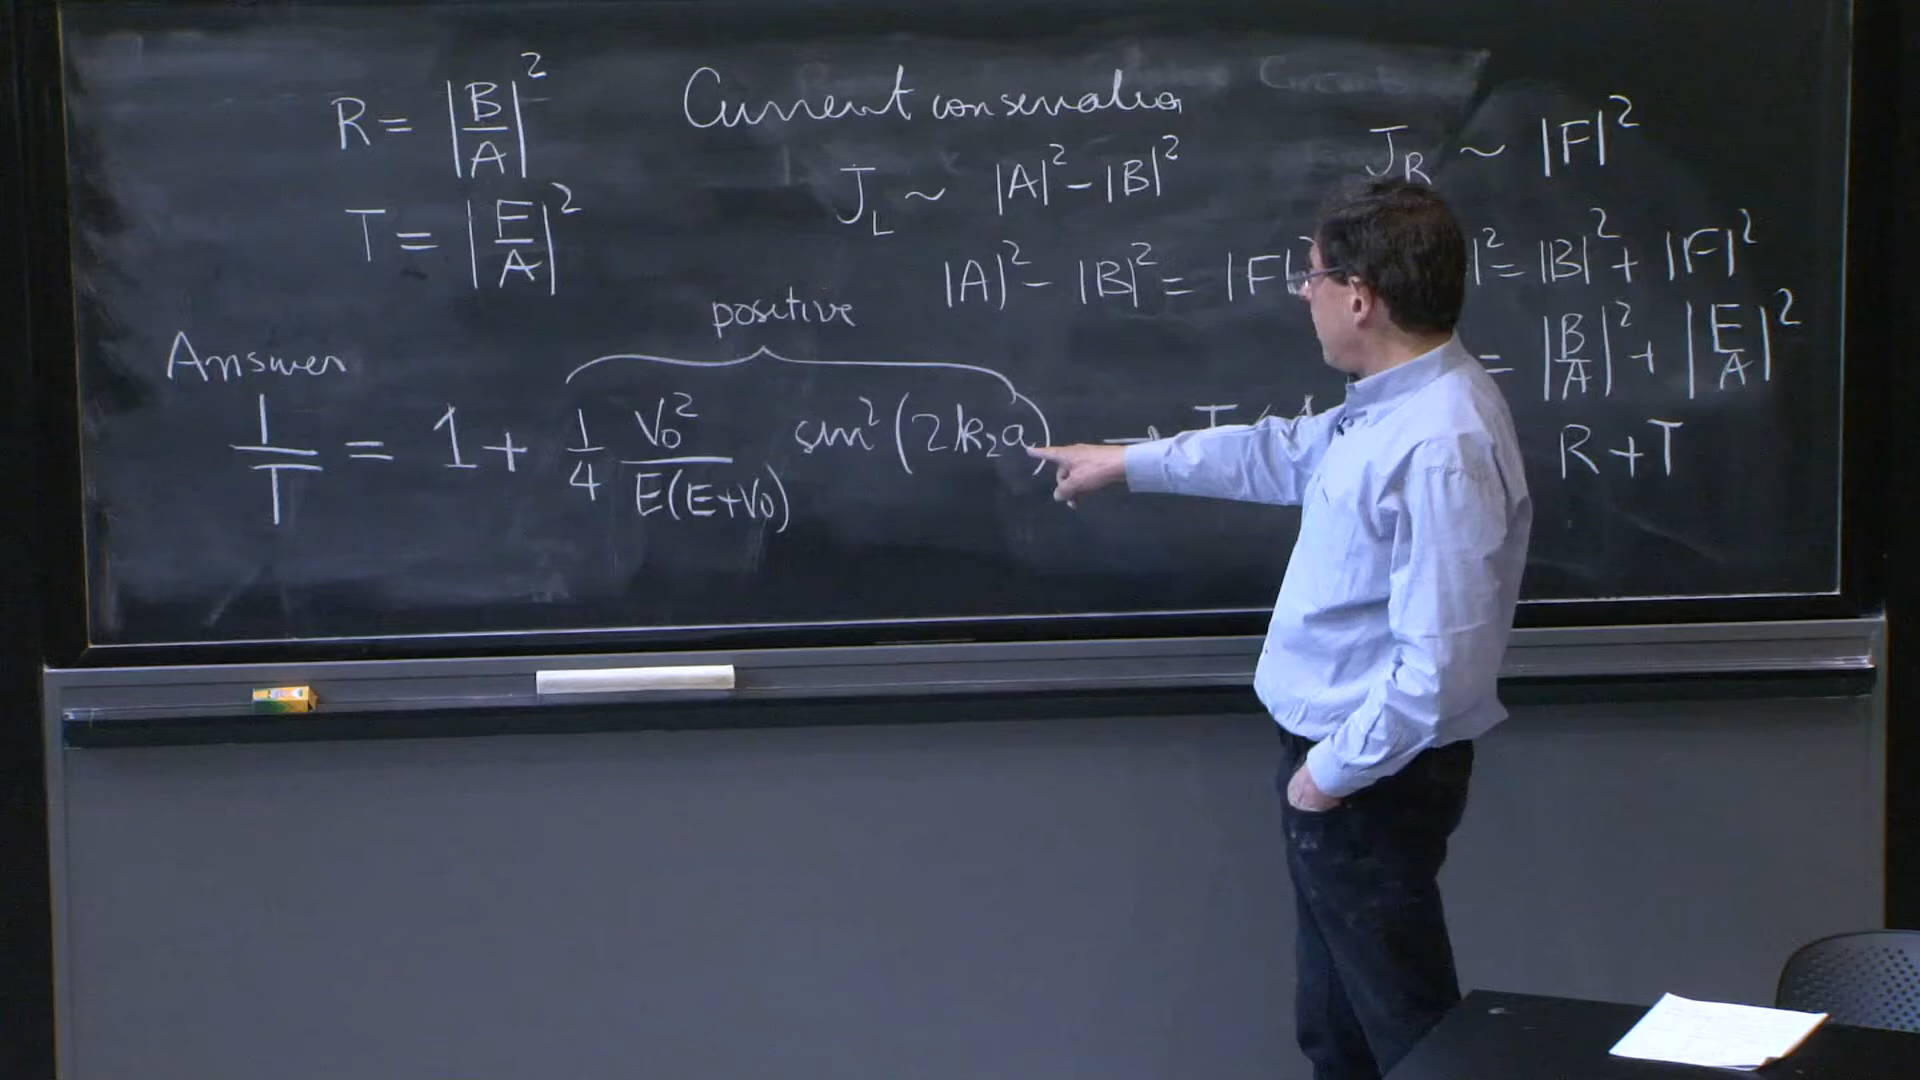 R = |B/A|²
T = |F/A|²
Current conservation
J_L ~ |A|² - |B|²
J_R ~ |F|²
|A|² - |B|² = |F|²
|² = |B|² + |F|²
= |B/A|² + |F/A|²
R + T
positive
Answer
1/T = 1 + 1/4 V₀²/E(E+V₀) sin²(2k₂a)